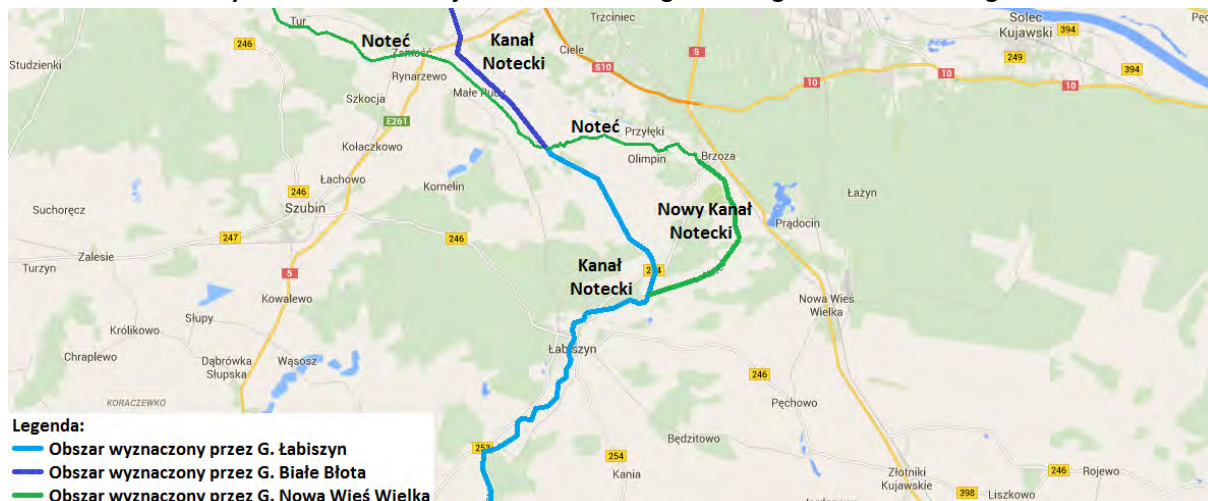 Tur
246
Noteć
Zamość
Rynarzewo
Kanał
Notecki
Trzciniec
Ciele
S10
5
10
10
10
Solec
Kujawski
394
249
394
Studzienki
Szkocja
Małe Rudy
E261
Kołaczkowo
Noteć
Przyłęki
Olimpin
Brzoza
Łachowo
Kornelin
246
Szubin
Suchoręcz
247
246
Zalesie
Turzyn
Łażyn
Prądocin
Nowy Kanał
Notecki
Kanał
Notecki
5
Kowalewo
Nowa Wieś
Wielka
Słupy
Królikowo
Chraplewo
Dąbrówka
Słupska
Wąsosz
Łabiszyn
246
Pęchowo
KORACZEWKO
Będzitowo
254
Kania
246
Rojewo
Złotniki
Kujawskie
398
Liszkowo
Legenda:
Obszar wyznaczony przez G. Łabiszyn
Obszar wyznaczony przez G. Białe Błota
Obszar wyznaczony przez G. Nowa Wieś Wielka